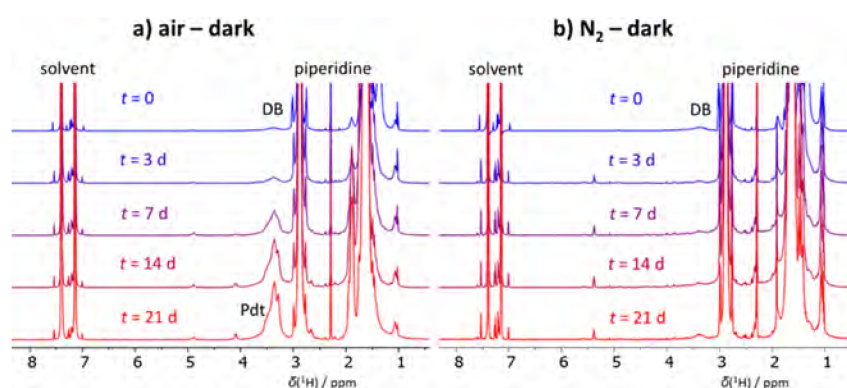 a) air – dark
b) N₂ – dark
solvent
piperidine
DB
t = 0
t = 3 d
t = 7 d
t = 14 d
t = 21 d
Pdt
8 7 6 5 4 3 2 1
δ(¹H) / ppm
solvent
piperidine
DB
t = 0
t = 3 d
t = 7 d
t = 14 d
t = 21 d
8 7 6 5 4 3 2 1
δ(¹H) / ppm